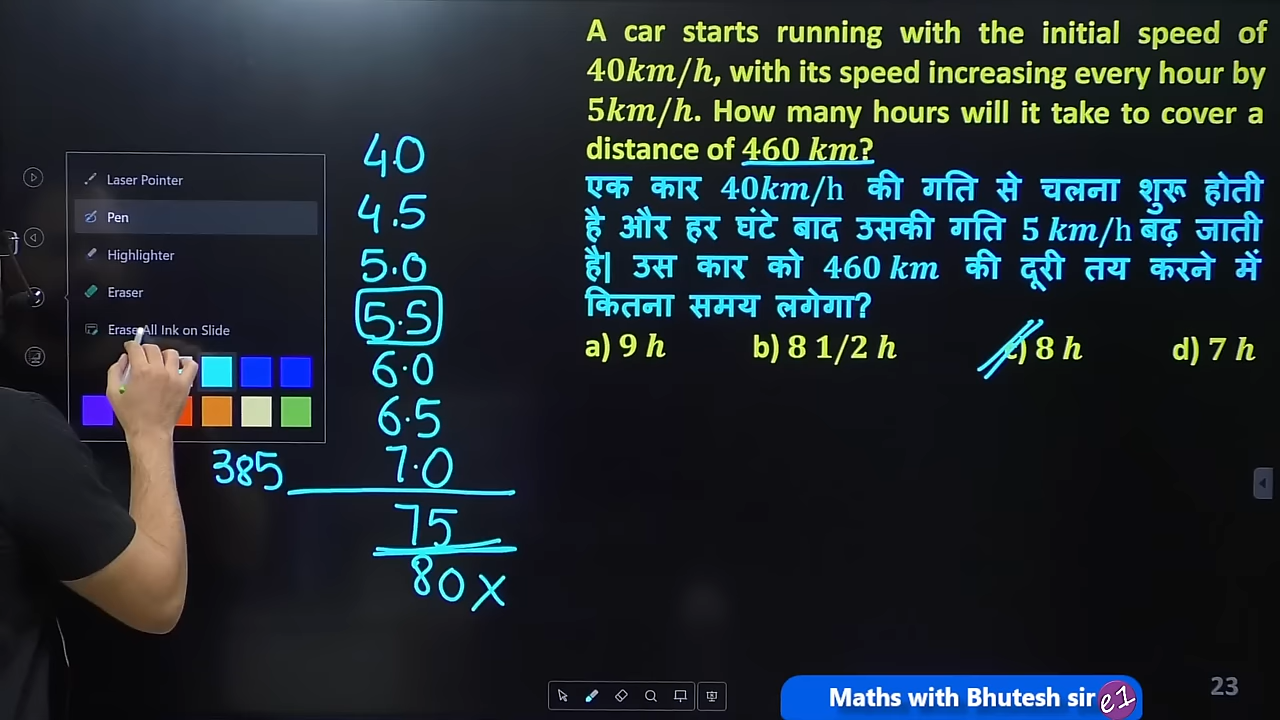 A car starts running with the initial speed of
40km/h, with its speed increasing every hour by
5km/h. How many hours will it take to cover a
distance of 460 km?
एक कार 40km/h की गति से चलना शुरू होती
है और हर घंटे बाद उसकी गति 5 km/h बढ़ जाती
है| उस कार को 460 km की दूरी तय करने में
कितना समय लगेगा?
a) 9 h b) 8 1/2 h c) 8 h d) 7 h
Laser Pointer
Pen
Highlighter
Eraser
Erase All Ink on Slide
4.0
4.5
5.0
5.5
6.0
6.5
385 7.0
75
80 x
Maths with Bhutesh sir e1
23